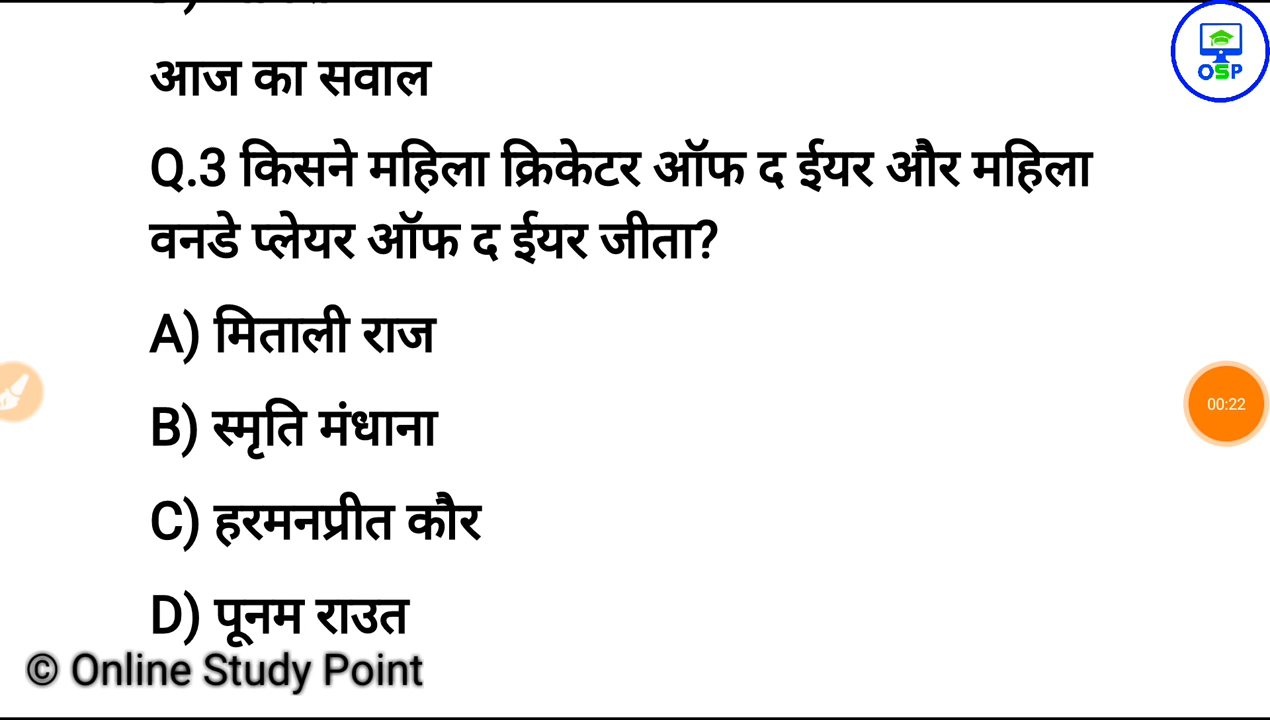 आज का सवाल
OSP
Q.3 किसने महिला क्रिकेटर ऑफ द ईयर और महिला
वनडे प्लेयर ऑफ द ईयर जीता?
A) मिताली राज
B) स्मृति मंधाना
00:22
C) हरमनप्रीत कौर
D) पूनम राउत
© Online Study Point